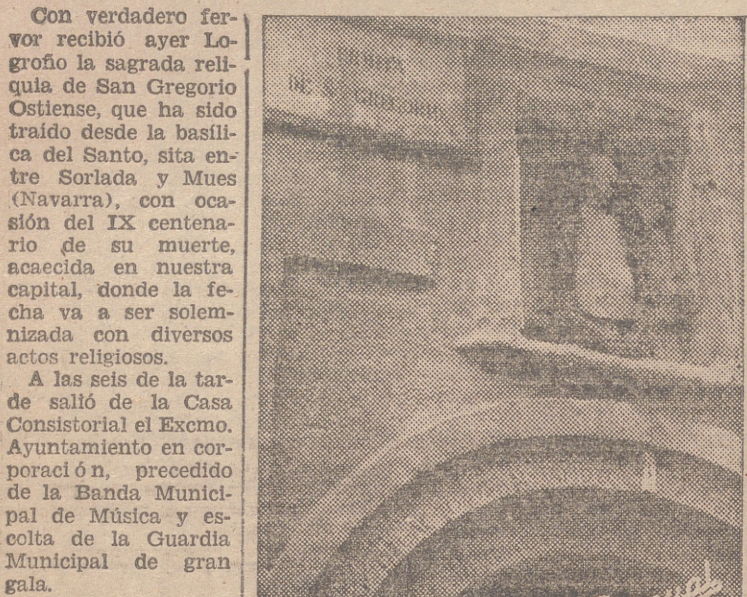 Con verdadero fer-
vor recibió ayer Lo-
groño la sagrada reli-
quia de San Gregorio
Ostiense, que ha sido
traído desde la basíli-
ca del Santo, sita en-
tre Sorlada y Mues
(Navarra), con oca-
sión del IX centena-
rio de su muerte,
acaecida en nuestra
capital, donde la fe-
cha va a ser solem-
nizada con diversos
actos religiosos.
A las seis de la tar-
de salió de la Casa
Consistorial el Excmo.
Ayuntamiento en cor-
poración, precedido
de la Banda Munici-
pal de Música y es-
colta de la Guardia
Municipal de gran
gala.
ERMITA
DE S. GREGORIO